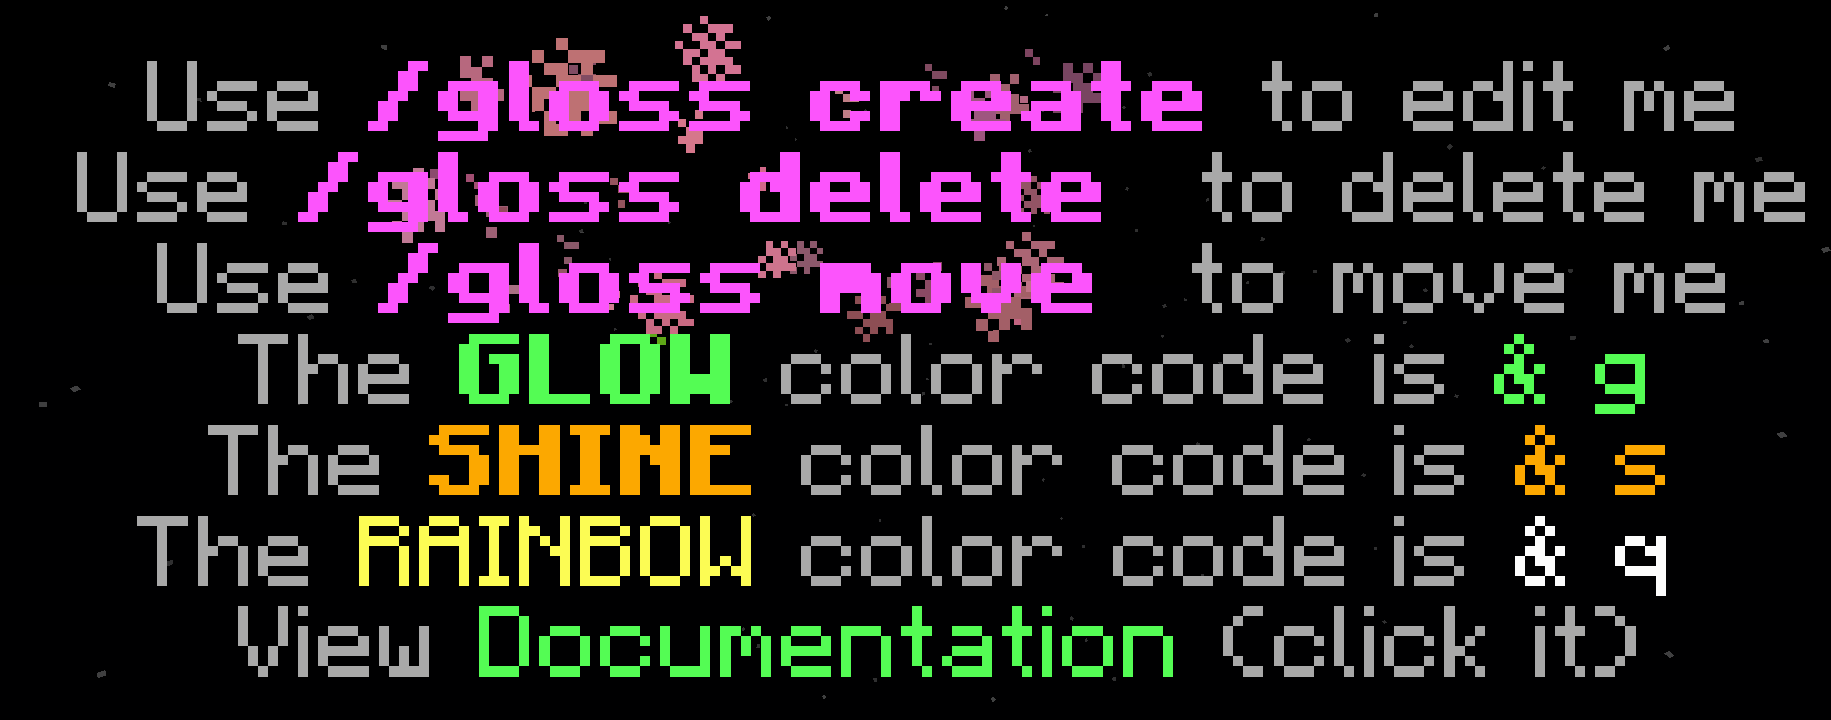 Use /gloss create to edit me
Use /gloss delete to delete me
Use /gloss move to move me
The GLOW color code is & g
The SHINE color code is & s
The RAINBOW color code is & q
View Documentation (click it)